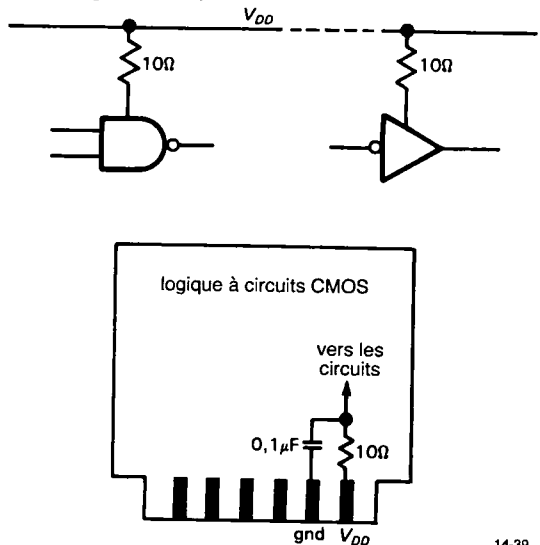 V_DD
10Ω
10Ω
logique à circuits CMOS
vers les
circuits
0,1μF
10Ω
gnd V_DD
14-39